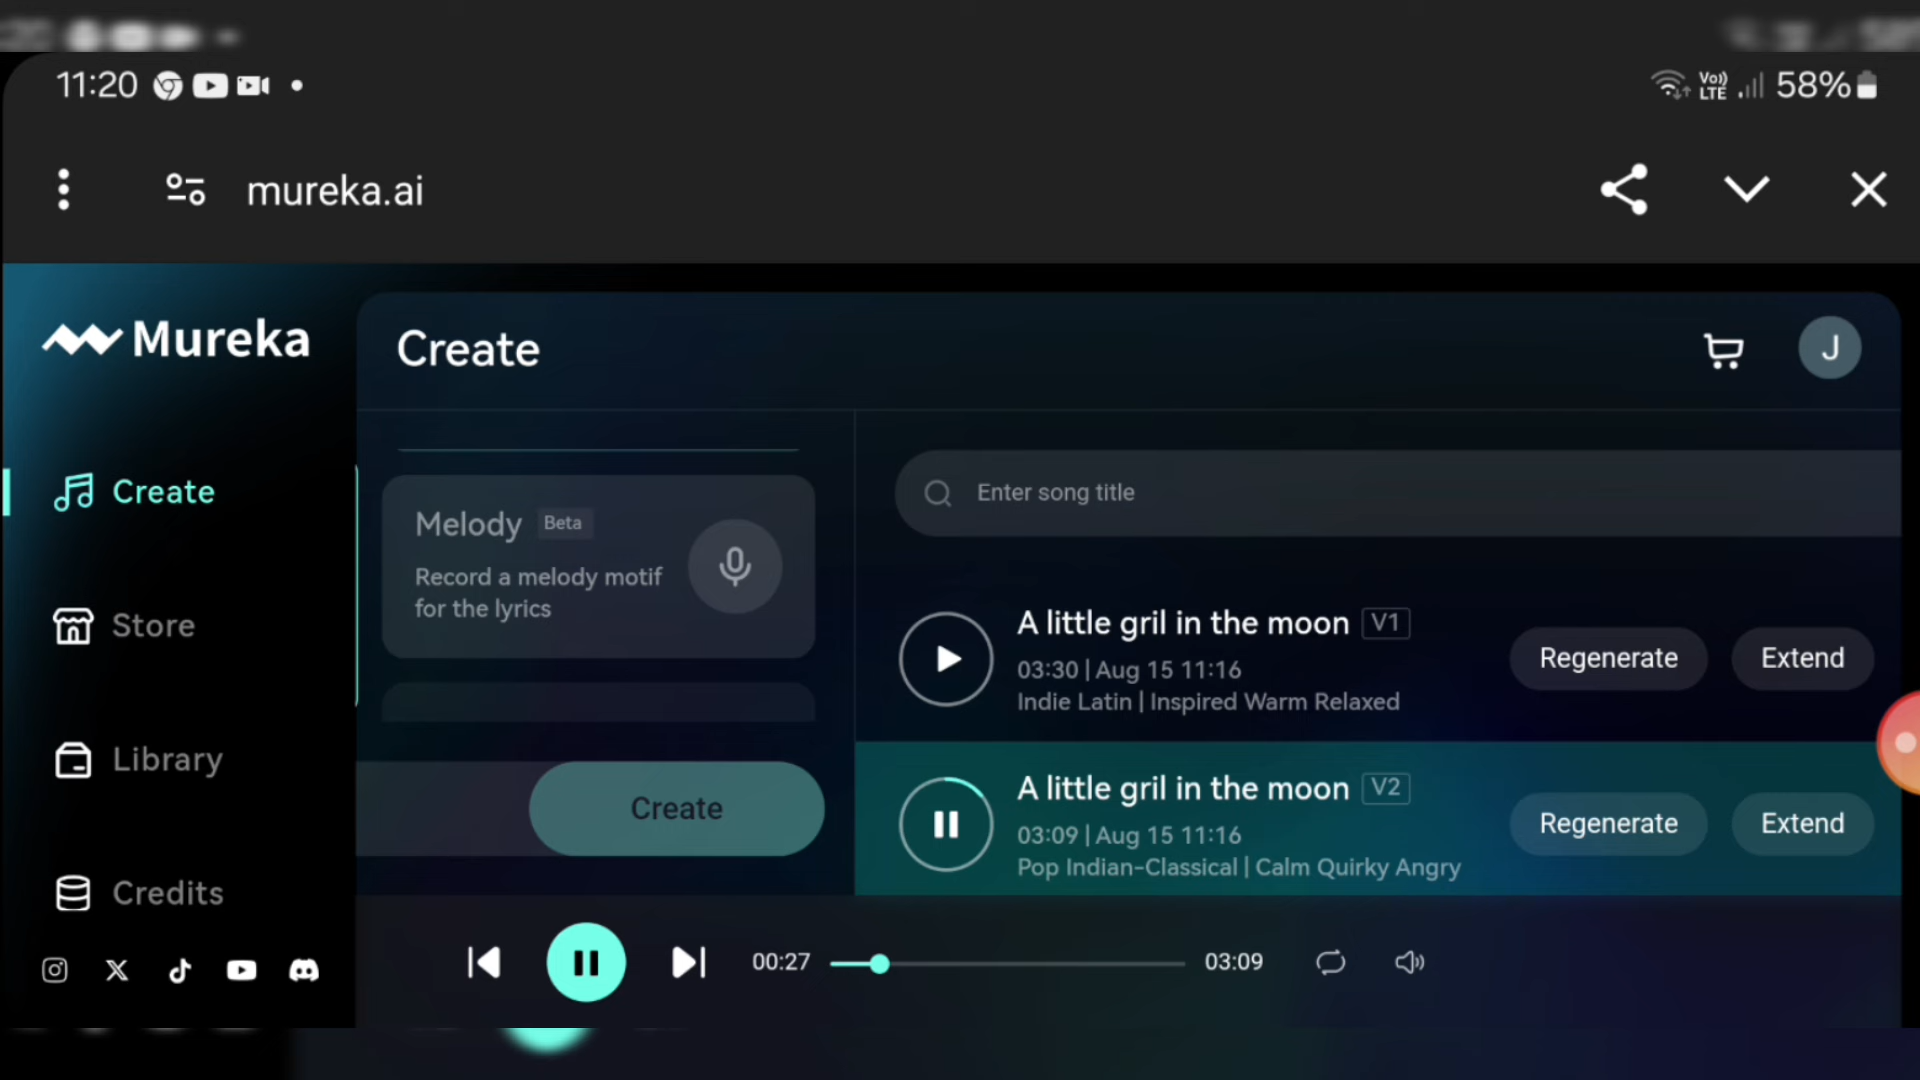 11:20
Vo)) LTE 58%
mureka.ai
Mureka
Create
J
Create
Store
Library
Credits
Melody Beta
Record a melody motif
for the lyrics
Create
Enter song title
A little gril in the moon V1
03:30 | Aug 15 11:16
Indie Latin | Inspired Warm Relaxed
Regenerate Extend
A little gril in the moon V2
03:09 | Aug 15 11:16
Pop Indian-Classical | Calm Quirky Angry
Regenerate Extend
00:27 03:09